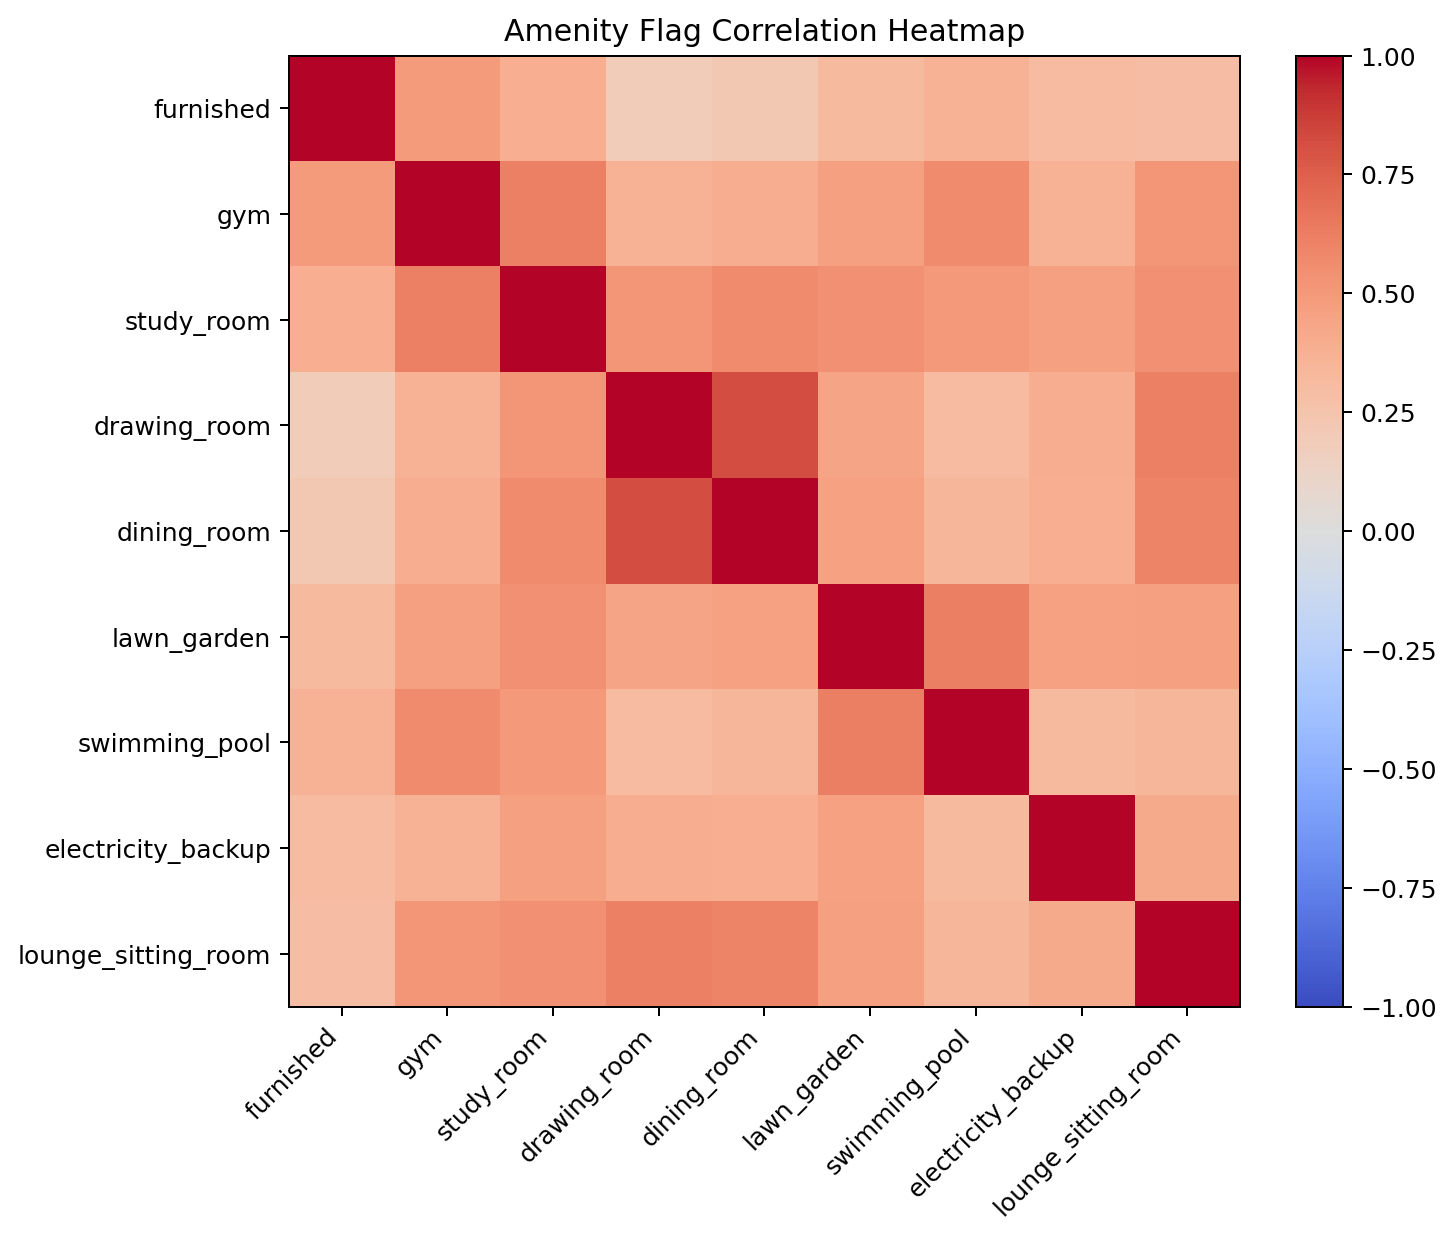 Amenity Flag Correlation Heatmap
furnished
gym
study_room
drawing_room
dining_room
lawn_garden
swimming_pool
electricity_backup
lounge_sitting_room
furnished
gym
study_room
drawing_room
dining_room
lawn_garden
swimming_pool
electricity_backup
lounge_sitting_room
1.00
0.75
0.50
0.25
0.00
−0.25
−0.50
−0.75
−1.00